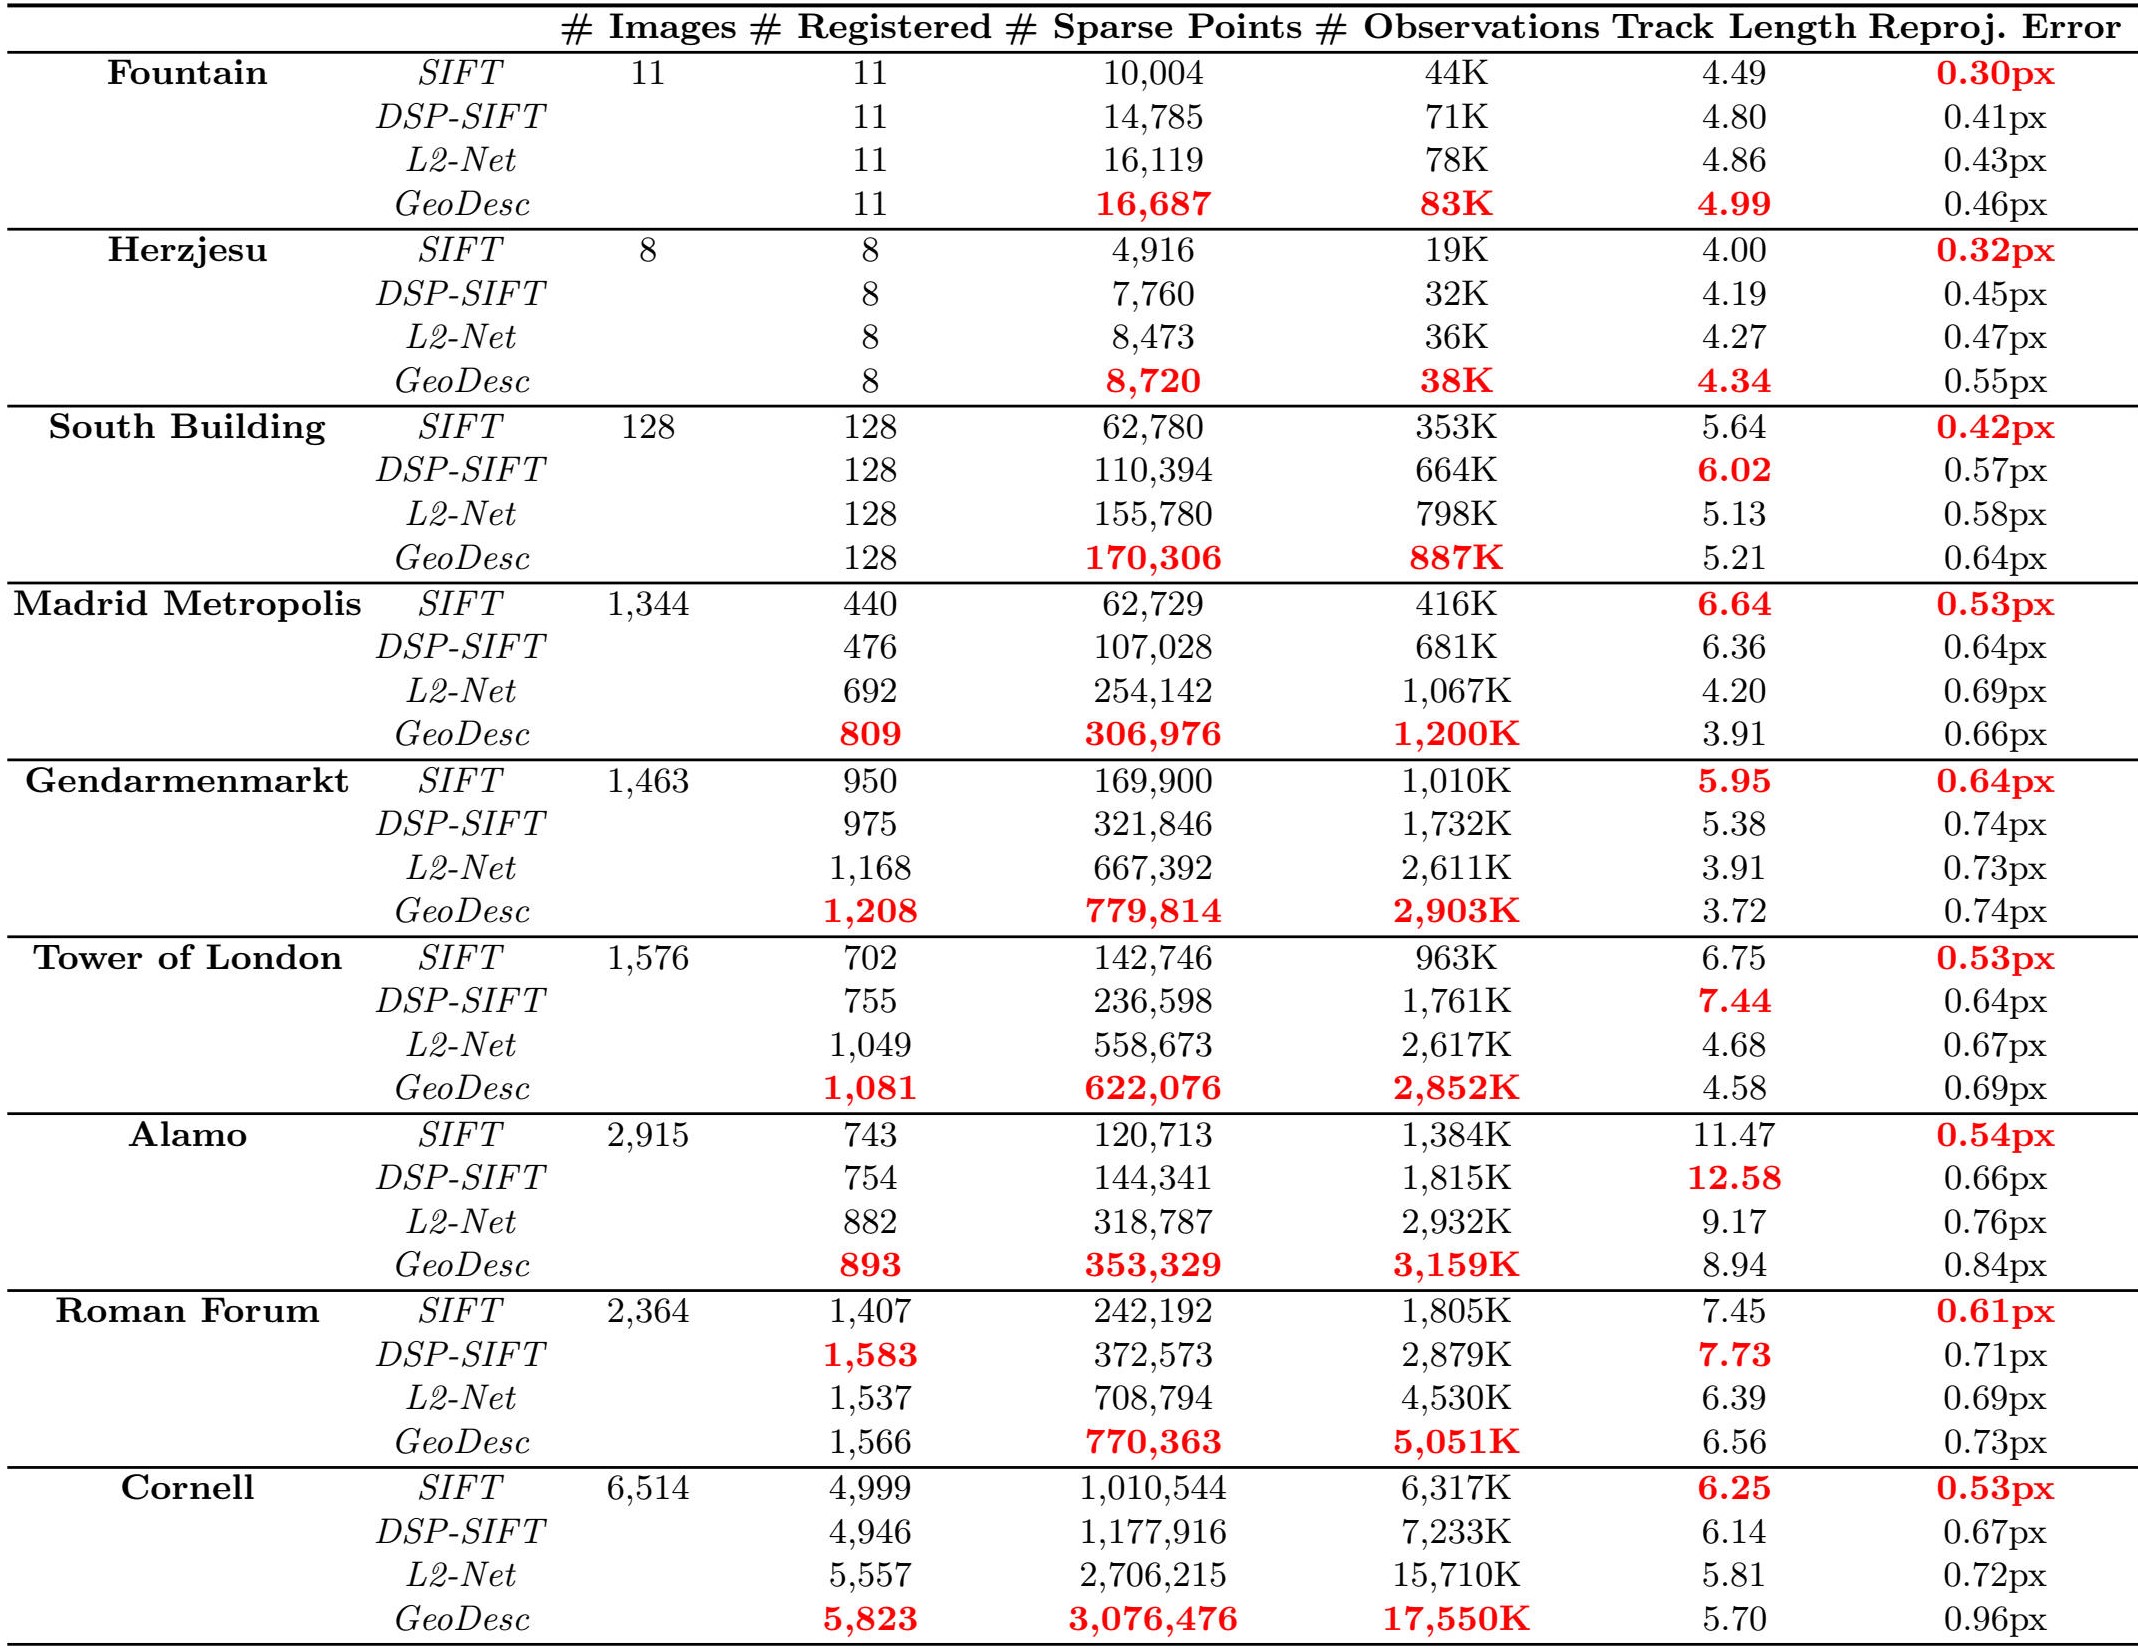 # Images # Registered # Sparse Points # Observations Track Length Reproj. Error
Fountain SIFT 11 11 10,004 44K 4.49 0.30px
DSP-SIFT 11 14,785 71K 4.80 0.41px
L2-Net 11 16,119 78K 4.86 0.43px
GeoDesc 11 16,687 83K 4.99 0.46px
Herzjesu SIFT 8 8 4,916 19K 4.00 0.32px
DSP-SIFT 8 7,760 32K 4.19 0.45px
L2-Net 8 8,473 36K 4.27 0.47px
GeoDesc 8 8,720 38K 4.34 0.55px
South Building SIFT 128 128 62,780 353K 5.64 0.42px
DSP-SIFT 128 110,394 664K 6.02 0.57px
L2-Net 128 155,780 798K 5.13 0.58px
GeoDesc 128 170,306 887K 5.21 0.64px
Madrid Metropolis SIFT 1,344 440 62,729 416K 6.64 0.53px
DSP-SIFT 476 107,028 681K 6.36 0.64px
L2-Net 692 254,142 1,067K 4.20 0.69px
GeoDesc 809 306,976 1,200K 3.91 0.66px
Gendarmenmarkt SIFT 1,463 950 169,900 1,010K 5.95 0.64px
DSP-SIFT 975 321,846 1,732K 5.38 0.74px
L2-Net 1,168 667,392 2,611K 3.91 0.73px
GeoDesc 1,208 779,814 2,903K 3.72 0.74px
Tower of London SIFT 1,576 702 142,746 963K 6.75 0.53px
DSP-SIFT 755 236,598 1,761K 7.44 0.64px
L2-Net 1,049 558,673 2,617K 4.68 0.67px
GeoDesc 1,081 622,076 2,852K 4.58 0.69px
Alamo SIFT 2,915 743 120,713 1,384K 11.47 0.54px
DSP-SIFT 754 144,341 1,815K 12.58 0.66px
L2-Net 882 318,787 2,932K 9.17 0.76px
GeoDesc 893 353,329 3,159K 8.94 0.84px
Roman Forum SIFT 2,364 1,407 242,192 1,805K 7.45 0.61px
DSP-SIFT 1,583 372,573 2,879K 7.73 0.71px
L2-Net 1,537 708,794 4,530K 6.39 0.69px
GeoDesc 1,566 770,363 5,051K 6.56 0.73px
Cornell SIFT 6,514 4,999 1,010,544 6,317K 6.25 0.53px
DSP-SIFT 4,946 1,177,916 7,233K 6.14 0.67px
L2-Net 5,557 2,706,215 15,710K 5.81 0.72px
GeoDesc 5,823 3,076,476 17,550K 5.70 0.96px